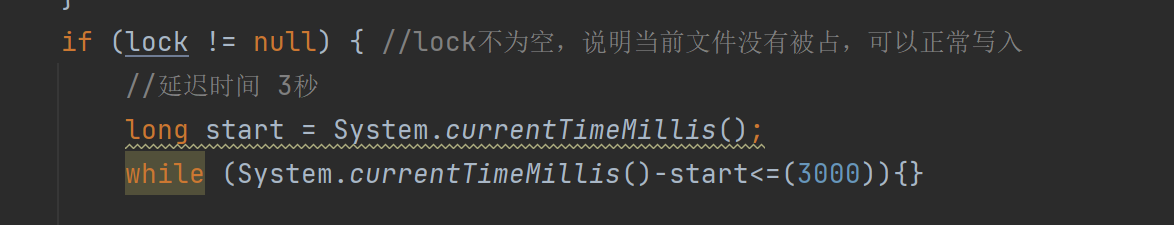 }
if (lock != null) { //lock不为空，说明当前文件没有被占，可以正常写入
//延迟时间 3秒
long start = System.currentTimeMillis();
while (System.currentTimeMillis()-start<=(3000)){}